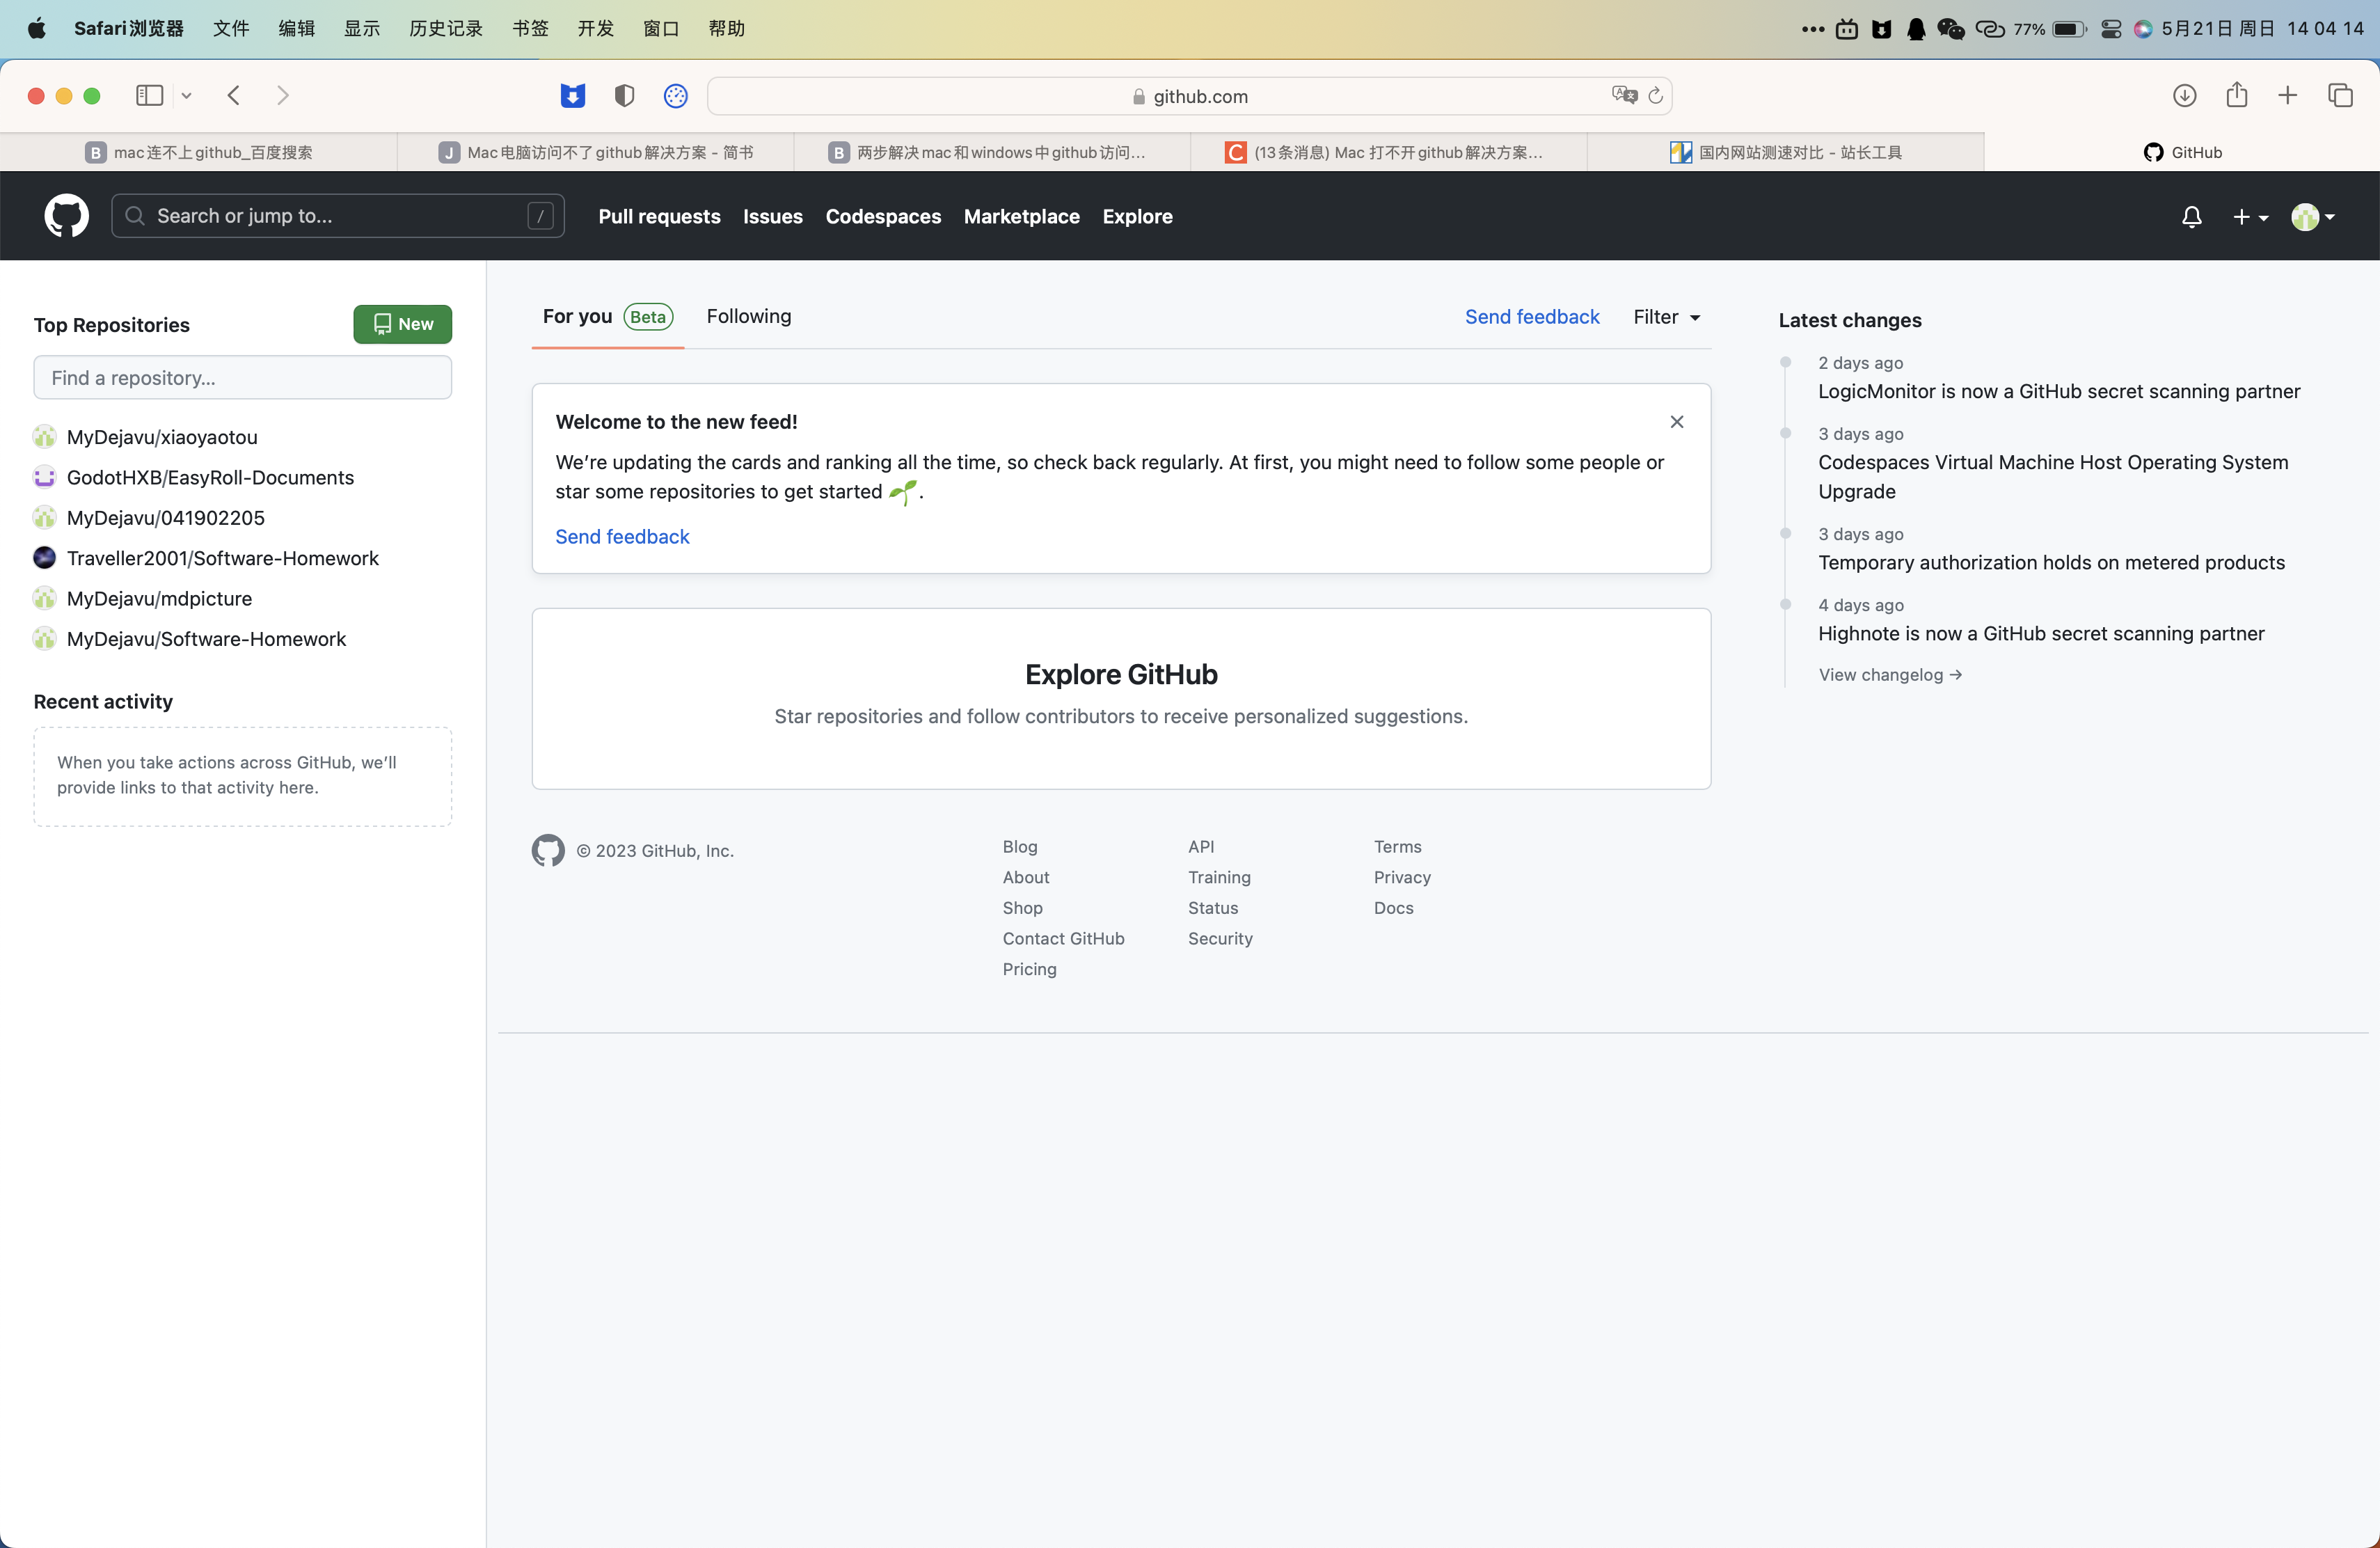 Safari浏览器 文件 编辑 显示 历史记录 书签 开发 窗口 帮助 77% 5月21日 周日 14 04 14
github.com
B mac连不上github_百度搜索
J Mac电脑访问不了github解决方案 - 简书
B 两步解决mac和windows中github访问...
C (13条消息) Mac 打不开github解决方案...
国内网站测速对比 - 站长工具
GitHub
Search or jump to... /
Pull requests Issues Codespaces Marketplace Explore
Top Repositories
New
Find a repository...
MyDejavu/xiaoyaotou
GodotHXB/EasyRoll-Documents
MyDejavu/041902205
Traveller2001/Software-Homework
MyDejavu/mdpicture
MyDejavu/Software-Homework
Recent activity
When you take actions across GitHub, we’ll
provide links to that activity here.
For you Beta Following Send feedback Filter
Welcome to the new feed!
We’re updating the cards and ranking all the time, so check back regularly. At first, you might need to follow some people or
star some repositories to get started 🌱.
Send feedback
Explore GitHub
Star repositories and follow contributors to receive personalized suggestions.
© 2023 GitHub, Inc.
Blog
About
Shop
Contact GitHub
Pricing
API
Training
Status
Security
Terms
Privacy
Docs
Latest changes
2 days ago
LogicMonitor is now a GitHub secret scanning partner
3 days ago
Codespaces Virtual Machine Host Operating System
Upgrade
3 days ago
Temporary authorization holds on metered products
4 days ago
Highnote is now a GitHub secret scanning partner
View changelog →